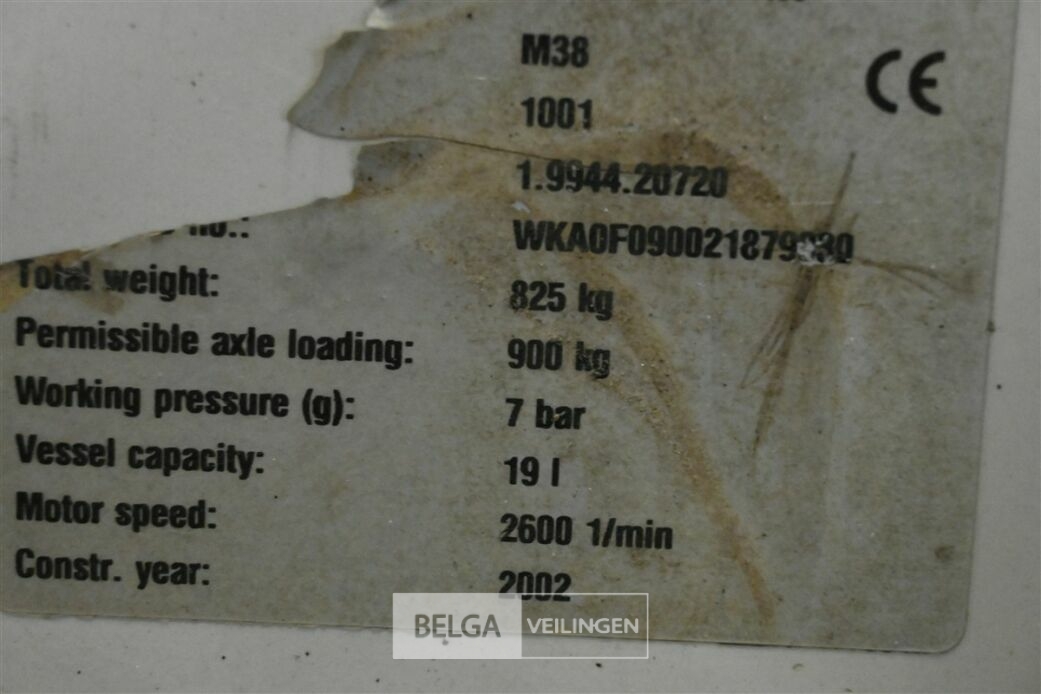 M38
CE
1001
1.9944.20720
no.:
Total weight: 825 kg
Permissible axle loading: 900 kg
Working pressure (g): 7 bar
Vessel capacity: 19 l
Motor speed: 2600 1/min
Constr. year: 2002
BELGA VEILINGEN